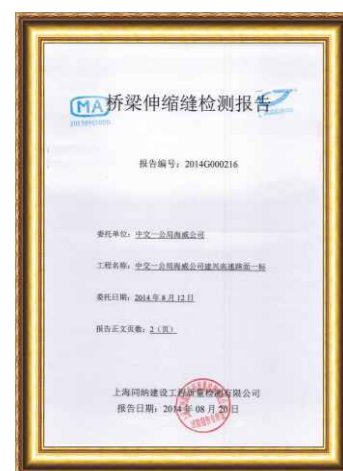 MA 桥梁伸缩缝检测报告
报告编号：2014G000216
委托单位：中交一公局海威公司
工程名称：中交一公局海威公司建兴高速路面一标
委托日期：2014年8月12日
报告正文页数：2（页）
上海同纳建设工程质量检测有限公司
报告日期：2014年08月20日